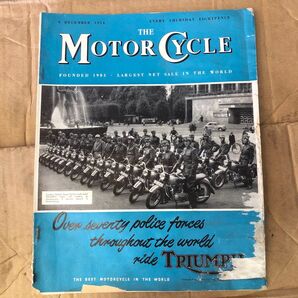 9 DECEMBER 1954 EVERY THURSDAY EIGHTPENCE
THE
MOTOR CYCLE
FOUNDED 1903 · LARGEST NET SALE IN THE WORLD
Over seventy police forces
throughout the world
ride TRIUMPH
THE BEST MOTORCYCLE IN THE WORLD